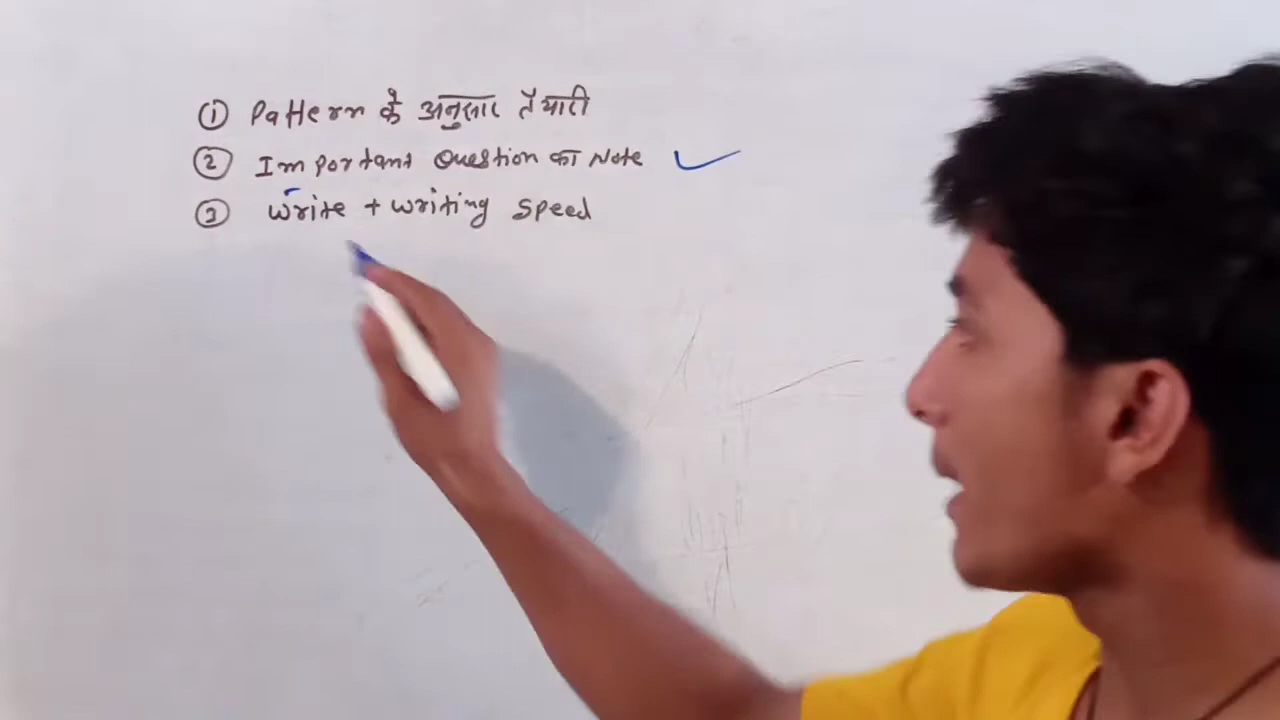 ① Pattern के अनुसार तैयारी
② Important Question का Note
③ Write + writing speed